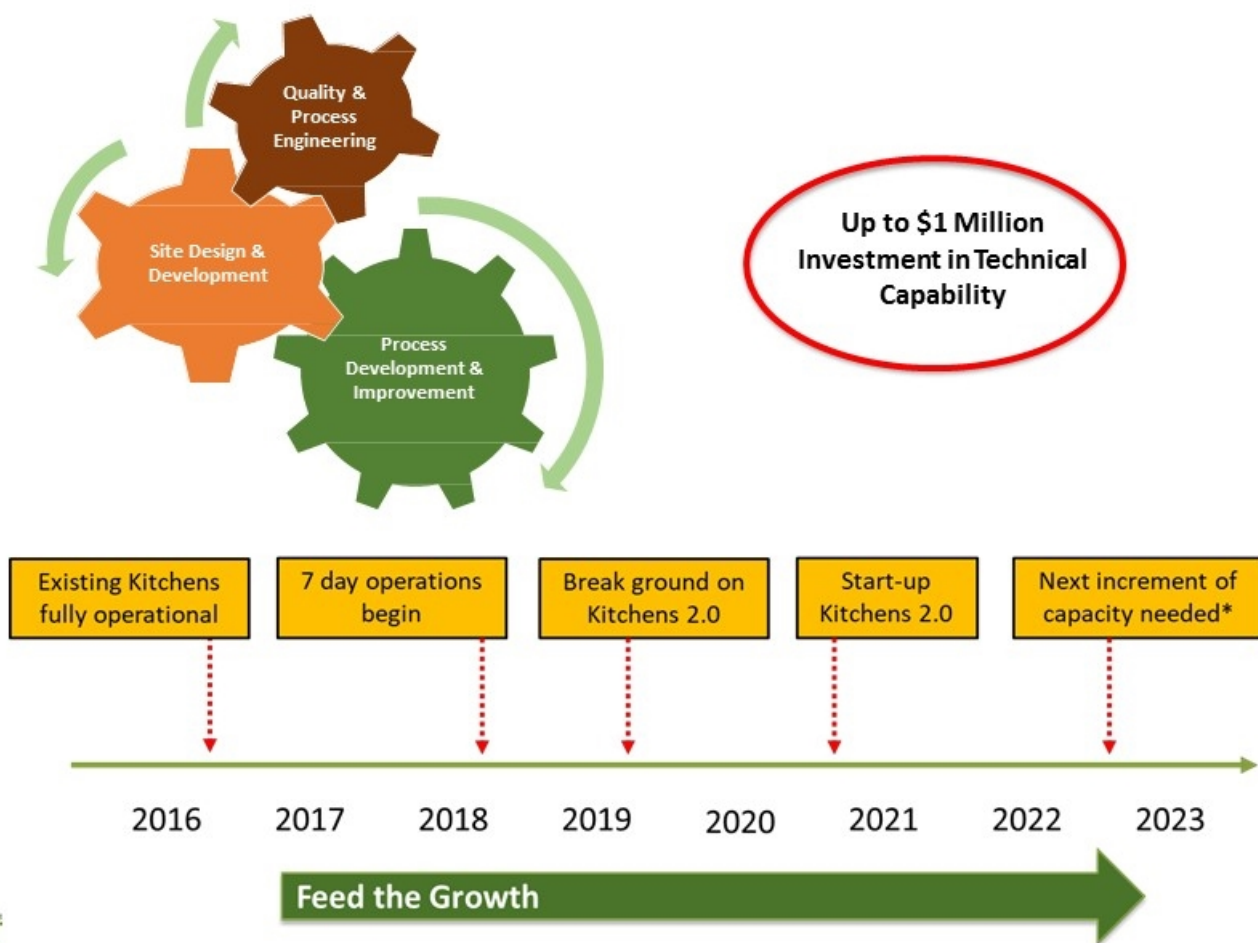 Quality &
Process
Engineering
Site Design &
Development
Process
Development &
Improvement
Up to $1 Million
Investment in Technical
Capability
Existing Kitchens
fully operational
7 day operations
begin
Break ground on
Kitchens 2.0
Start-up
Kitchens 2.0
Next increment of
capacity needed*
2016 2017 2018 2019 2020 2021 2022 2023
Feed the Growth